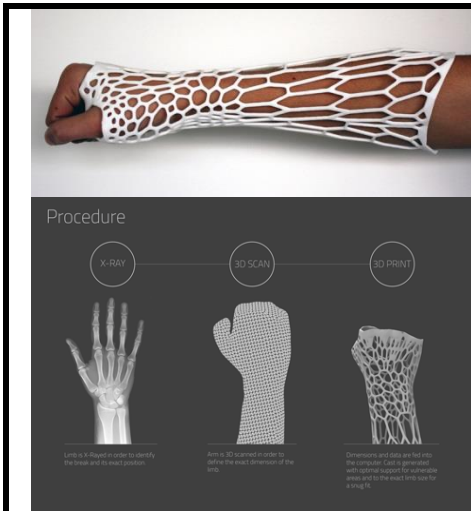 Procedure
X-RAY
3D SCAN
3D PRINT
Limb is X-Rayed in order to identify
the break and its exact position.
Arm is 3D scanned in order to
define the exact dimension of the
limb.
Dimensions and data are fed into
the computer. Cast is generated
with optimal support for vulnerable
areas and to the exact limb size for
a snug fit.